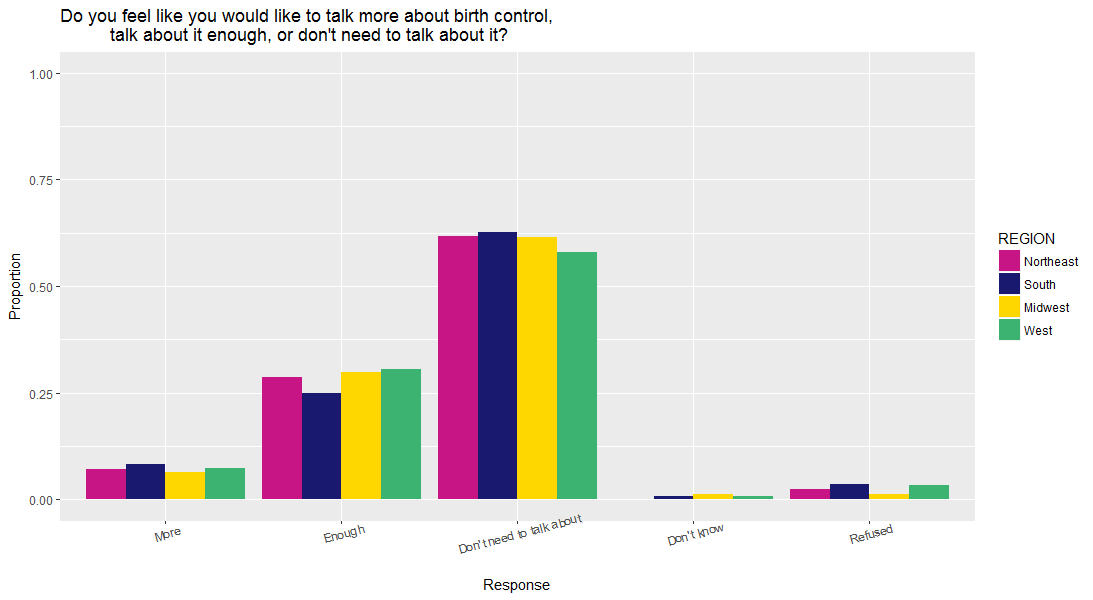 Do you feel like you would like to talk more about birth control,
talk about it enough, or don't need to talk about it?
1.00
0.75
0.50
0.25
0.00
Proportion
More
Enough
Don't need to talk about
Don't know
Refused
Response
REGION
Northeast
South
Midwest
West